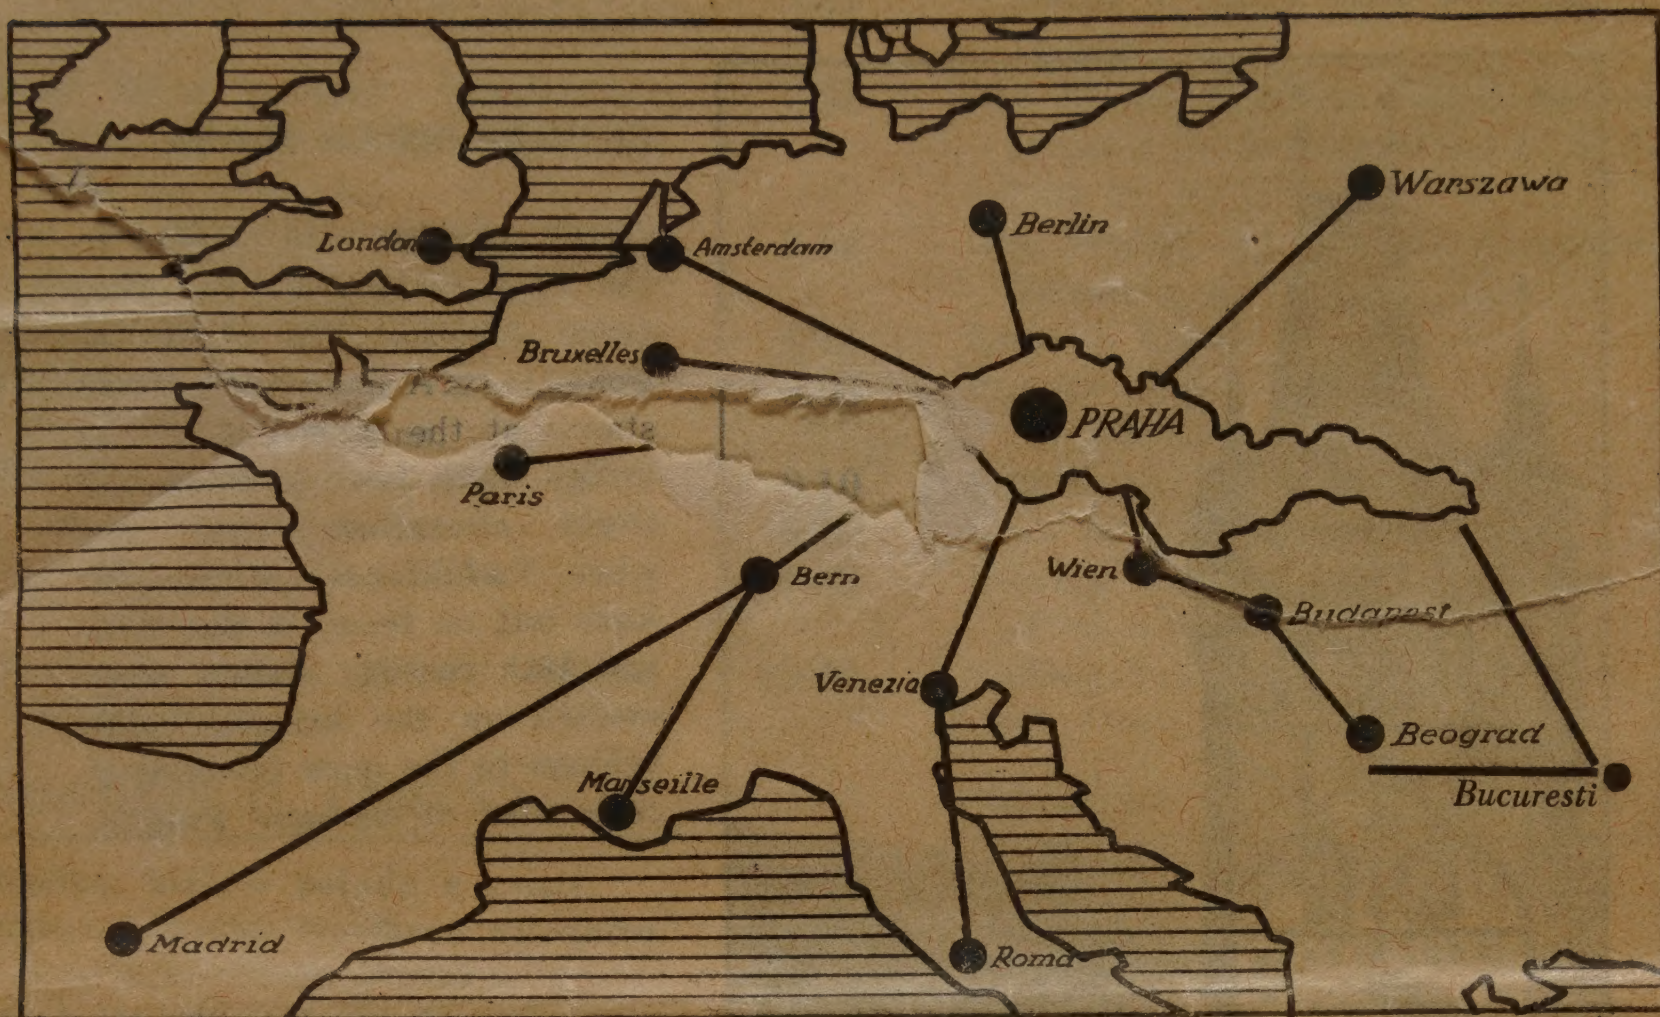 Warszawa
Berlin
London
Amsterdam
Bruxelles
PRAHA
Paris
Wien
Bern
Budapest
Venezia
Beograd
Marseille
Bucuresti
Madrid
Roma